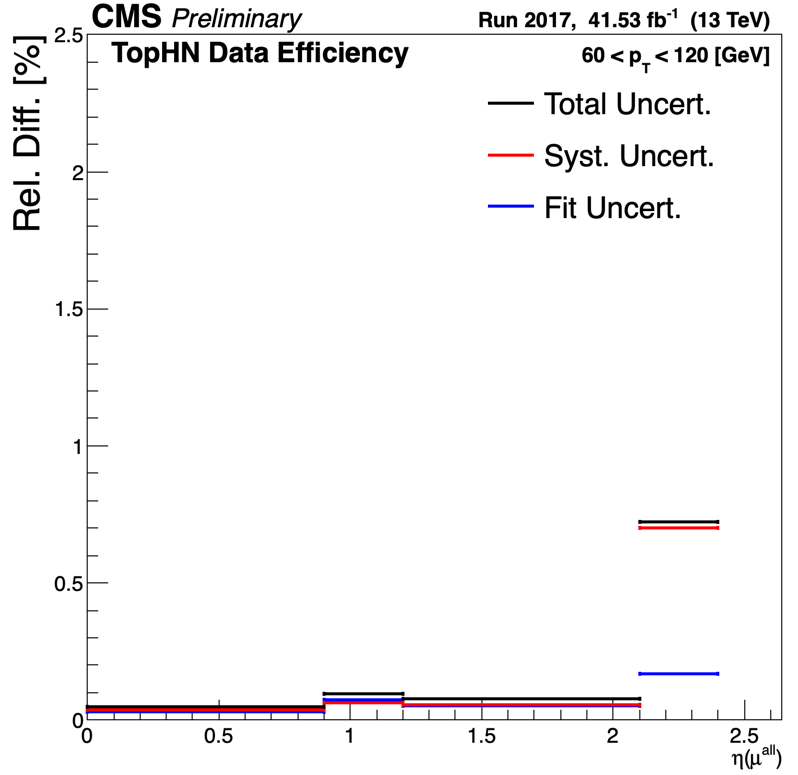 CMS Preliminary Run 2017, 41.53 fb⁻¹ (13 TeV)
TopHN Data Efficiency 60 < p_T < 120 [GeV]
Total Uncert.
Syst. Uncert.
Fit Uncert.
Rel. Diff. [%]
2.5
2
1.5
1
0.5
0
0 0.5 1 1.5 2 2.5
η(μ^all)